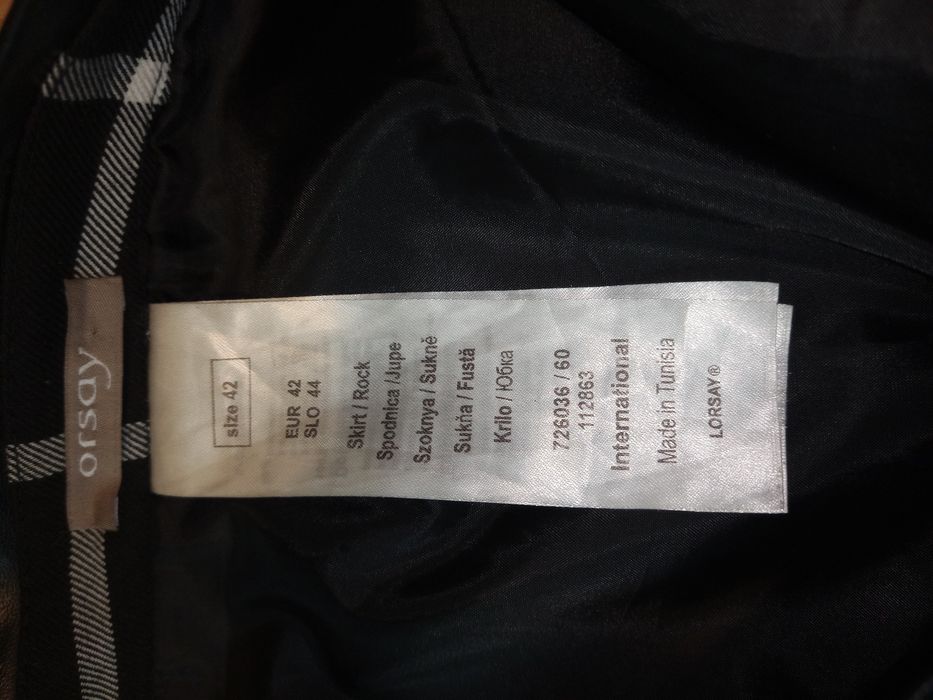 orsay
size 42
EUR 42
SLO 44
Skirt / Rock
Spodnica /Jupe
Szoknya / Sukně
Sukňa / Fustă
Krilo / Юбка
726036 / 60
112863
International
Made in Tunisia
LORSAY®